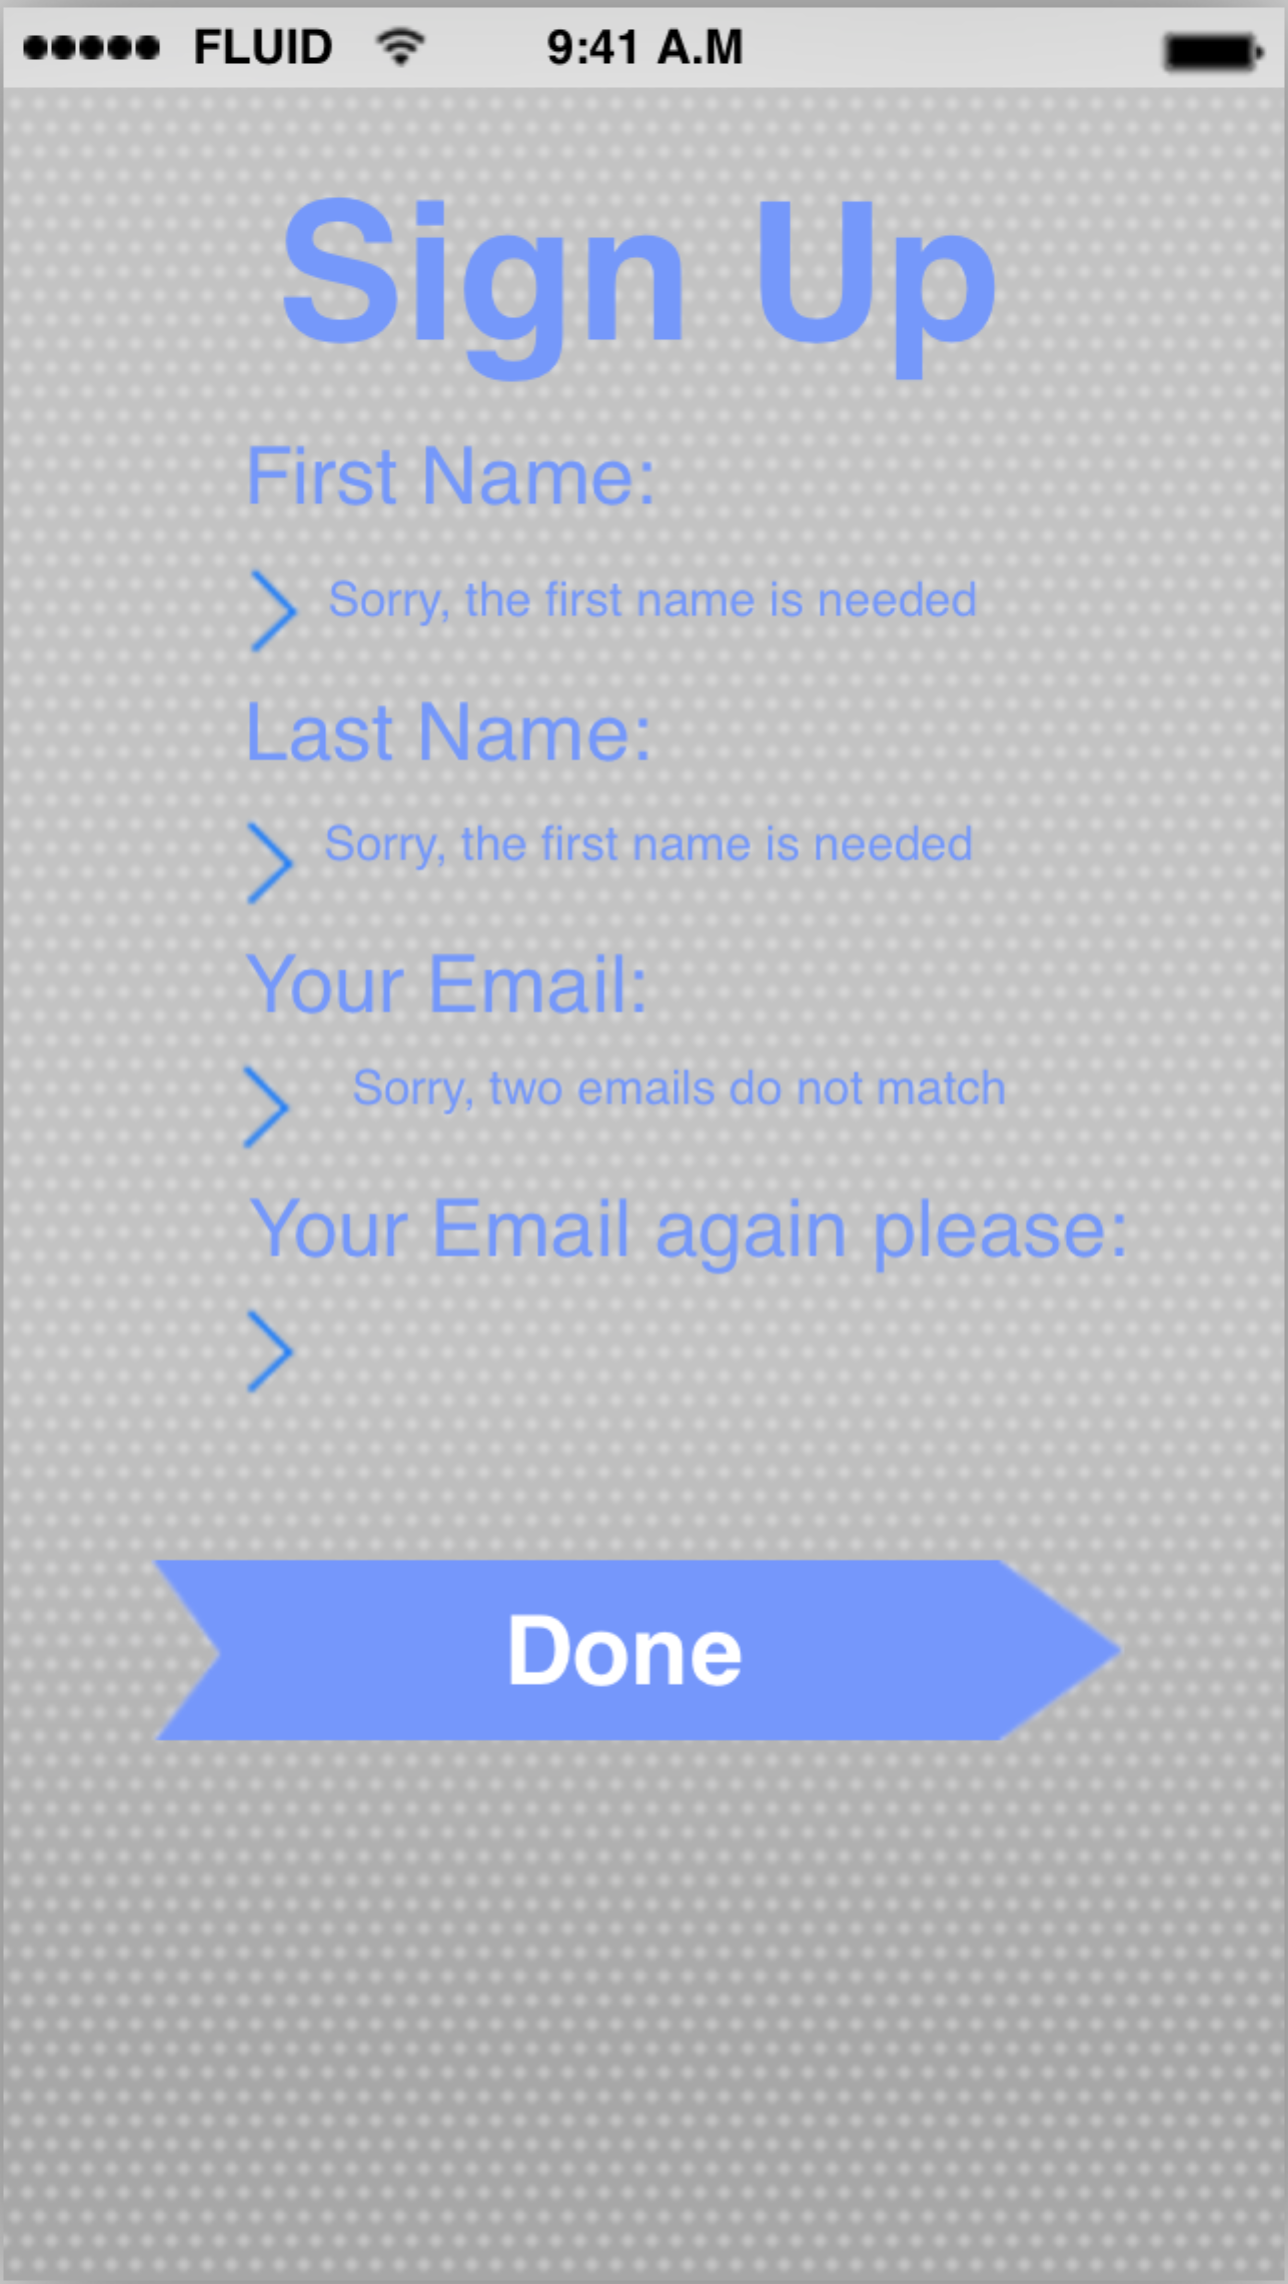 FLUID 9:41 A.M
Sign Up
First Name:
Sorry, the first name is needed
Last Name:
Sorry, the first name is needed
Your Email:
Sorry, two emails do not match
Your Email again please:
Done